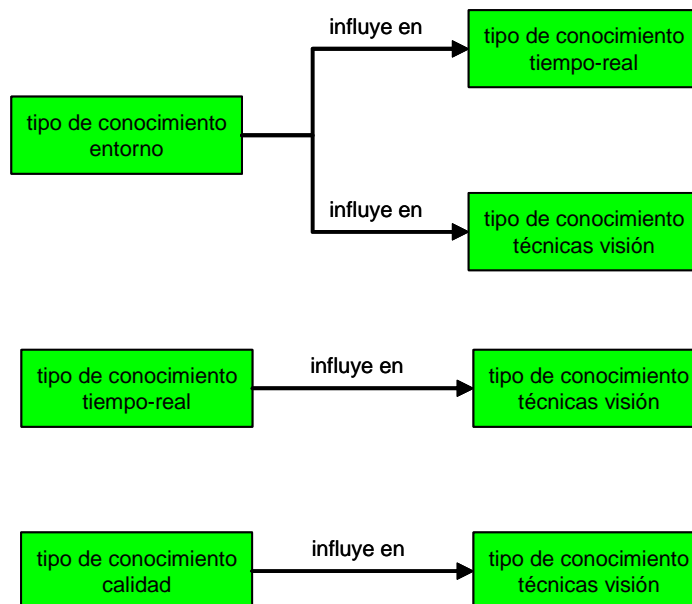 influye en
tipo de conocimiento
tiempo-real
tipo de conocimiento
entorno
influye en
tipo de conocimiento
técnicas visión
tipo de conocimiento
tiempo-real
influye en
tipo de conocimiento
técnicas visión
tipo de conocimiento
calidad
influye en
tipo de conocimiento
técnicas visión